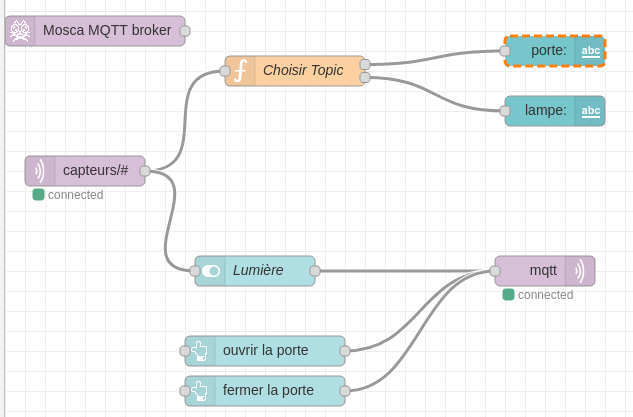 Mosca MQTT broker
Choisir Topic
porte:
abc
lampe:
abc
capteurs/#
connected
Lumière
mqtt
connected
ouvrir la porte
fermer la porte